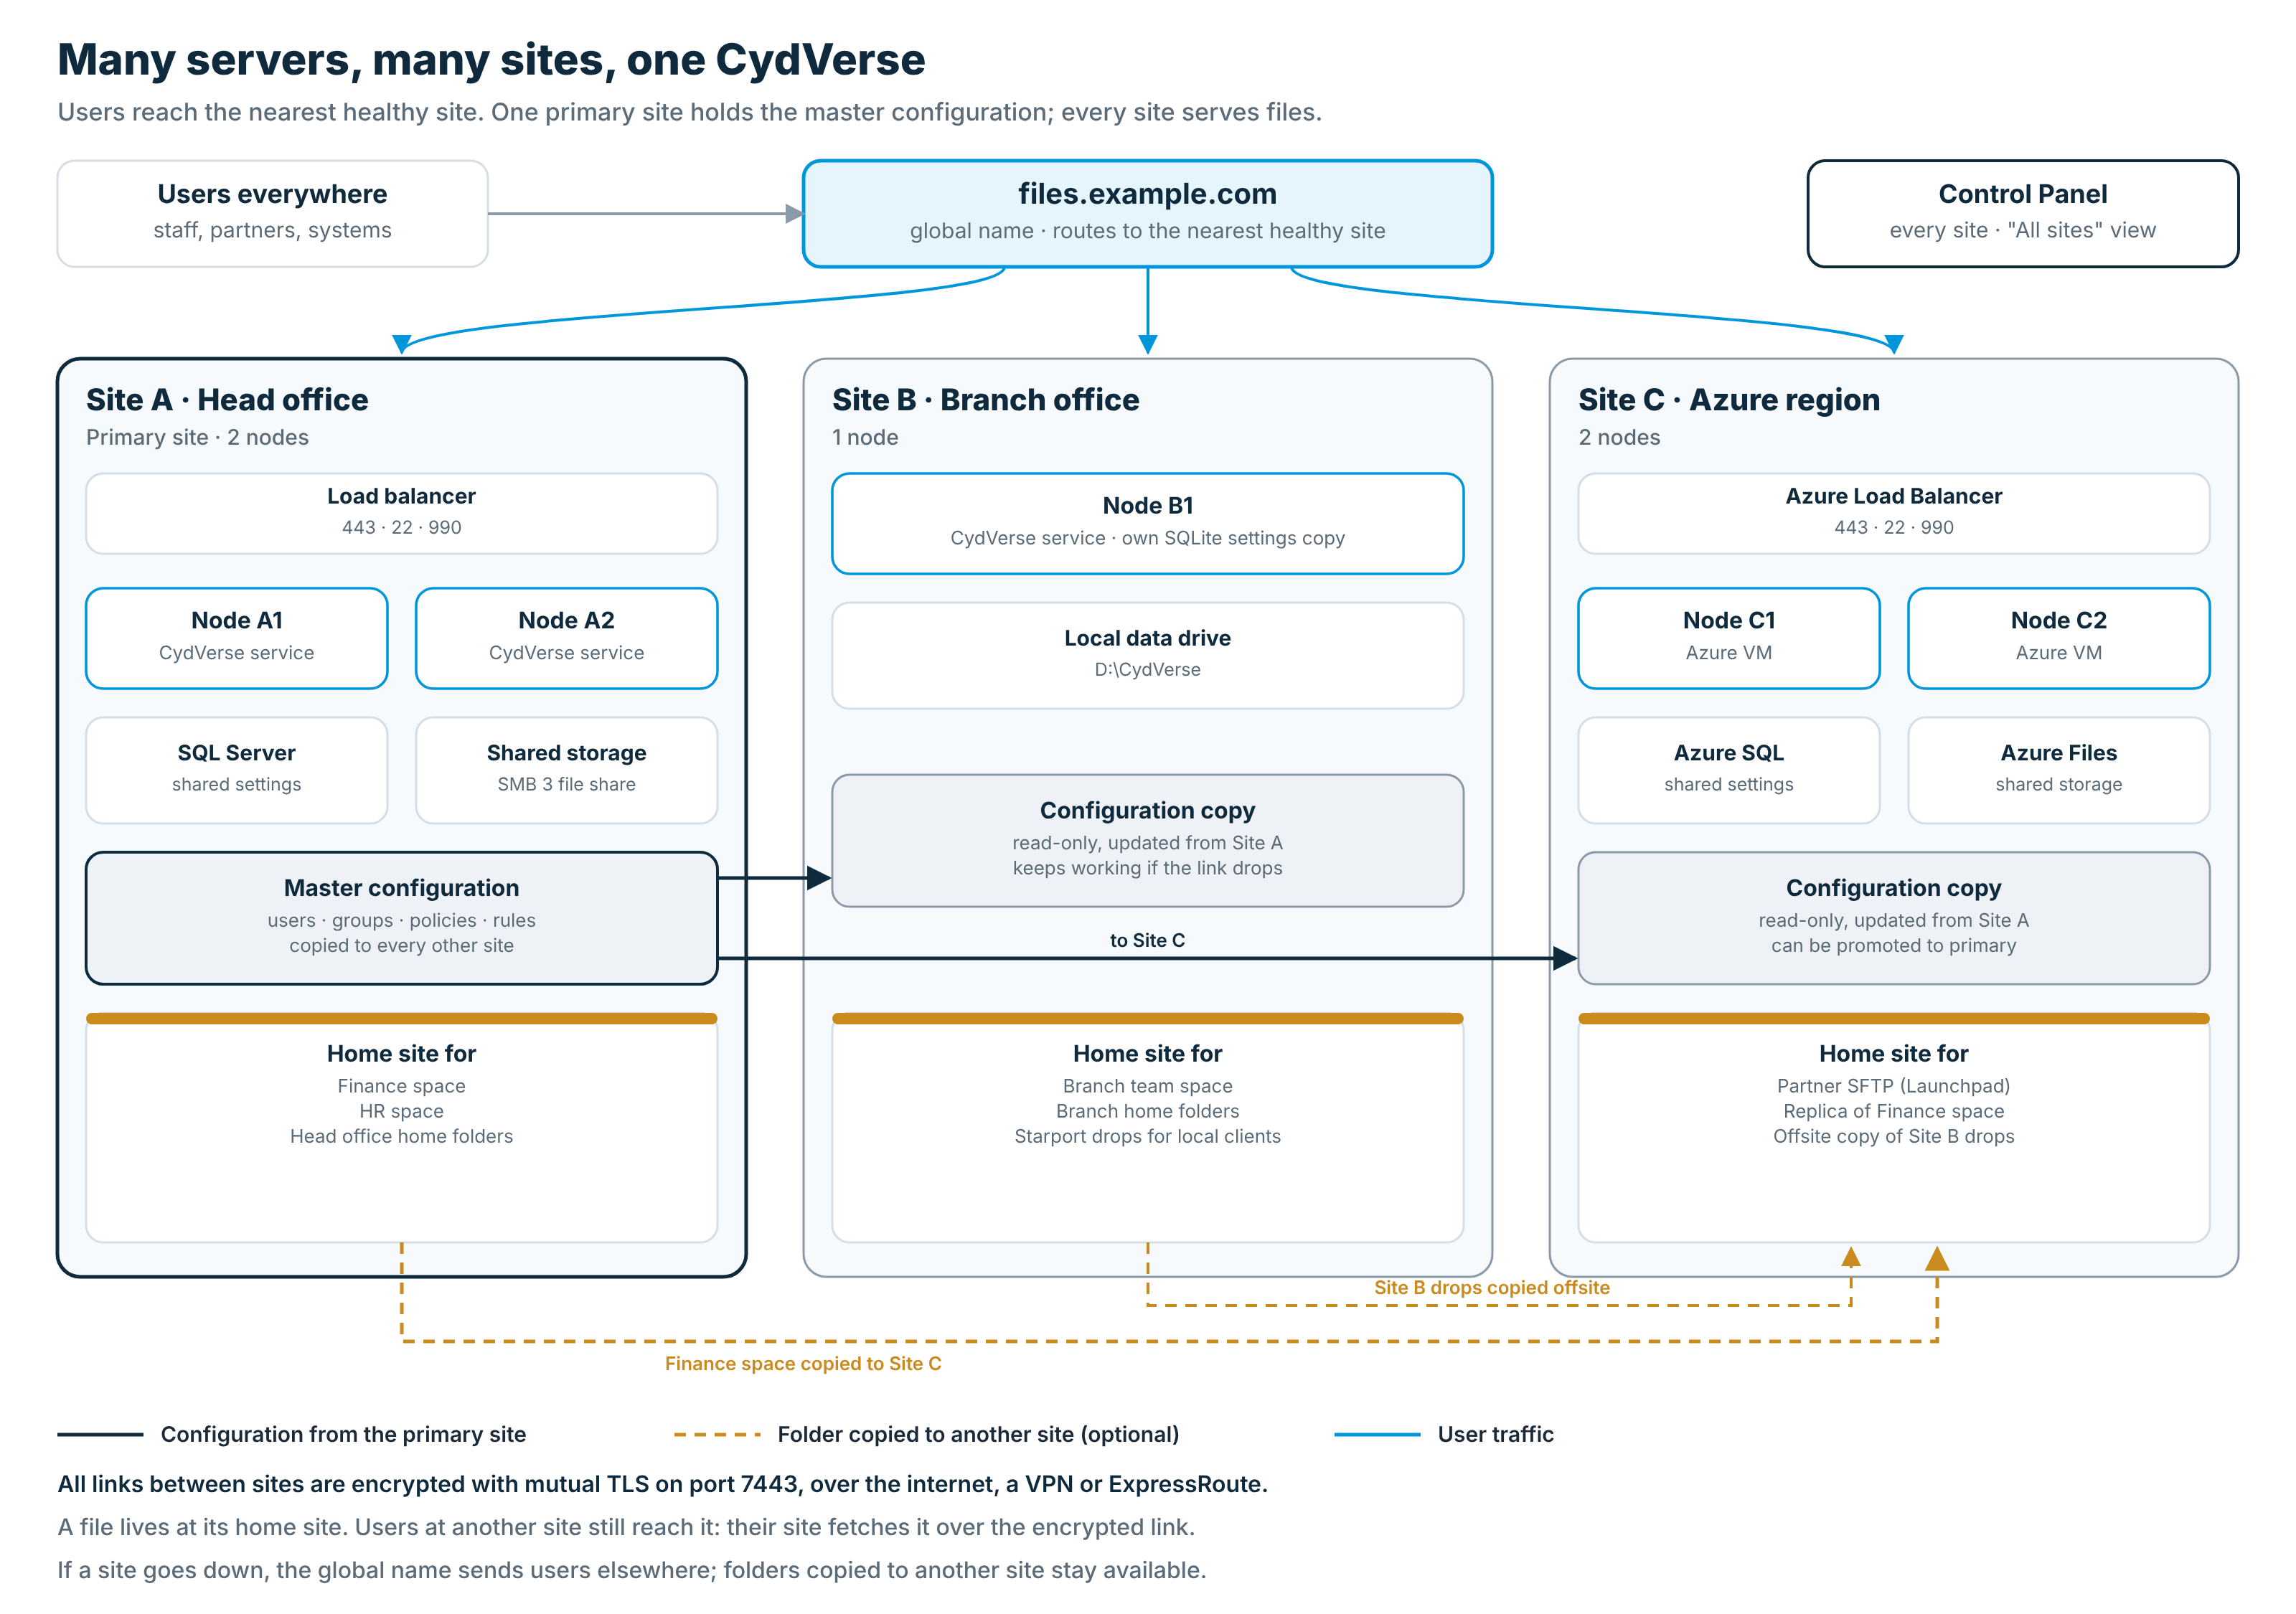 Many servers, many sites, one CydVerse
Users reach the nearest healthy site. One primary site holds the master configuration; every site serves files.
Users everywhere
staff, partners, systems
files.example.com
global name · routes to the nearest healthy site
Control Panel
every site · "All sites" view
Site A · Head office
Primary site · 2 nodes
Load balancer
443 · 22 · 990
Node A1
CydVerse service
Node A2
CydVerse service
SQL Server
shared settings
Shared storage
SMB 3 file share
Master configuration
users · groups · policies · rules
copied to every other site
Home site for
Finance space
HR space
Head office home folders
Site B · Branch office
1 node
Node B1
CydVerse service · own SQLite settings copy
Local data drive
D:\CydVerse
Configuration copy
read-only, updated from Site A
keeps working if the link drops
to Site C
Home site for
Branch team space
Branch home folders
Starport drops for local clients
Site C · Azure region
2 nodes
Azure Load Balancer
443 · 22 · 990
Node C1
Azure VM
Node C2
Azure VM
Azure SQL
shared settings
Azure Files
shared storage
Configuration copy
read-only, updated from Site A
can be promoted to primary
Home site for
Partner SFTP (Launchpad)
Replica of Finance space
Offsite copy of Site B drops
Site B drops copied offsite
Finance space copied to Site C
Configuration from the primary site
Folder copied to another site (optional)
User traffic
All links between sites are encrypted with mutual TLS on port 7443, over the internet, a VPN or ExpressRoute.
A file lives at its home site. Users at another site still reach it: their site fetches it over the encrypted link.
If a site goes down, the global name sends users elsewhere; folders copied to another site stay available.